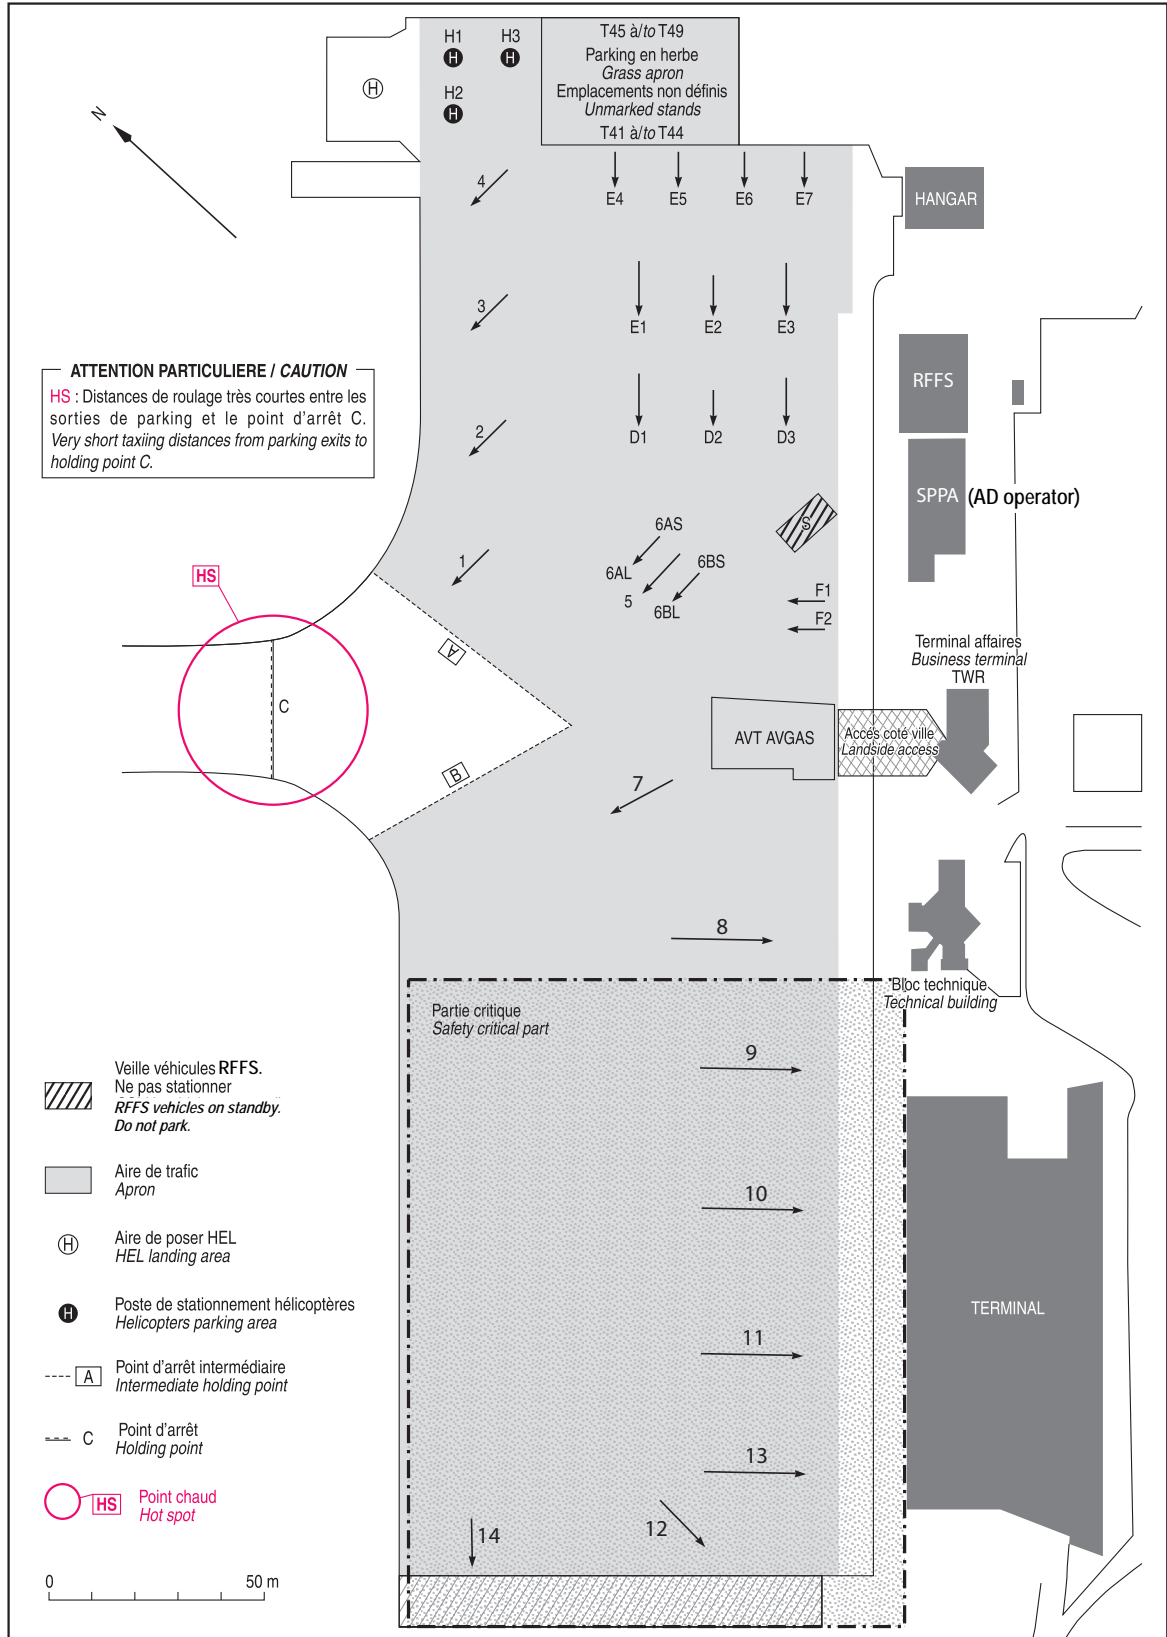 H1
H3
H
H
H
H2
H
T45 à/to T49
Parking en herbe
Grass apron
Emplacements non définis
Unmarked stands
T41 à/to T44
N
4
E4
E5
E6
E7
HANGAR
3
E1
E2
E3
RFFS
ATTENTION PARTICULIERE / CAUTION
HS : Distances de roulage très courtes entre les
sorties de parking et le point d'arrêt C.
Very short taxiing distances from parking exits to
holding point C.
2
D1
D2
D3
SPPA
(AD operator)
S
6AS
1
6AL
6BS
5
6BL
F1
F2
HS
A
C
B
Terminal affaires
Business terminal
TWR
AVT AVGAS
Accés coté ville
Landside access
7
8
Bloc technique
Technical building
Partie critique
Safety critical part
9
10
11
13
12
14
TERMINAL
Veille véhicules RFFS.
Ne pas stationner
RFFS vehicles on standby.
Do not park.
Aire de trafic
Apron
H
Aire de poser HEL
HEL landing area
H
Poste de stationnement hélicoptères
Helicopters parking area
A
Point d'arrêt intermédiaire
Intermediate holding point
C
Point d'arrêt
Holding point
HS
Point chaud
Hot spot
0
50 m